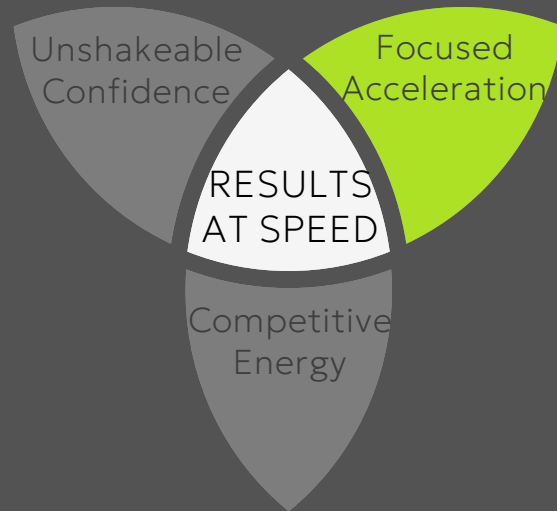 Unshakeable
Confidence
Focused
Acceleration
RESULTS
AT SPEED
Competitive
Energy